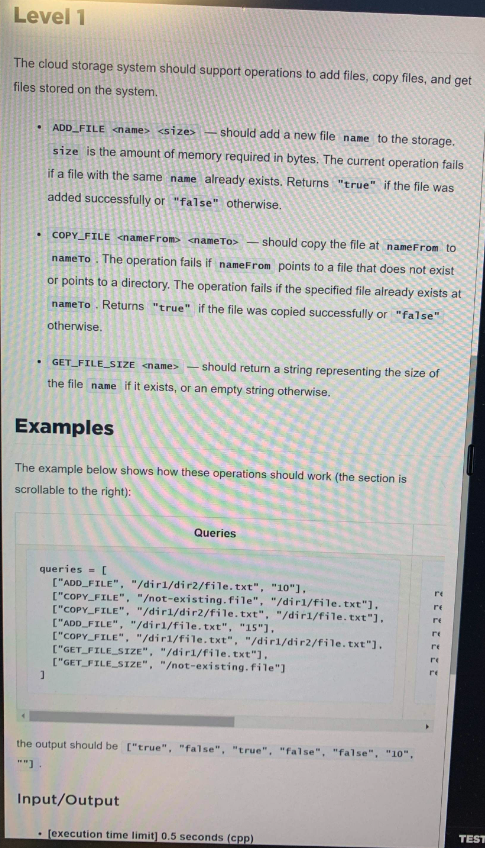 Level 1
The cloud storage system should support operations to add files, copy files, and get
files stored on the system.
• ADD_FILE <name> <size> — should add a new file name to the storage.
size is the amount of memory required in bytes. The current operation fails
if a file with the same name already exists. Returns "true" if the file was
added successfully or "false" otherwise.
• COPY_FILE <nameFrom> <nameTo> — should copy the file at nameFrom to
nameTo . The operation fails if nameFrom points to a file that does not exist
or points to a directory. The operation fails if the specified file already exists at
nameTo . Returns "true" if the file was copied successfully or "false"
otherwise.
• GET_FILE_SIZE <name> — should return a string representing the size of
the file name if it exists, or an empty string otherwise.
Examples
The example below shows how these operations should work (the section is
scrollable to the right):
Queries
queries = [
["ADD_FILE", "/dir1/dir2/file.txt", "10"],
["COPY_FILE", "/not-existing.file", "/dir1/file.txt"],
["COPY_FILE", "/dir1/dir2/file.txt", "/dir1/file.txt"],
["ADD_FILE", "/dir1/file.txt", "15"],
["COPY_FILE", "/dir1/file.txt", "/dir1/dir2/file.txt"],
["GET_FILE_SIZE", "/dir1/file.txt"],
["GET_FILE_SIZE", "/not-existing.file"]
]
re
re
re
re
re
re
re
the output should be ["true", "false", "true", "false", "false", "10",
""] .
Input/Output
• [execution time limit] 0.5 seconds (cpp)
TEST